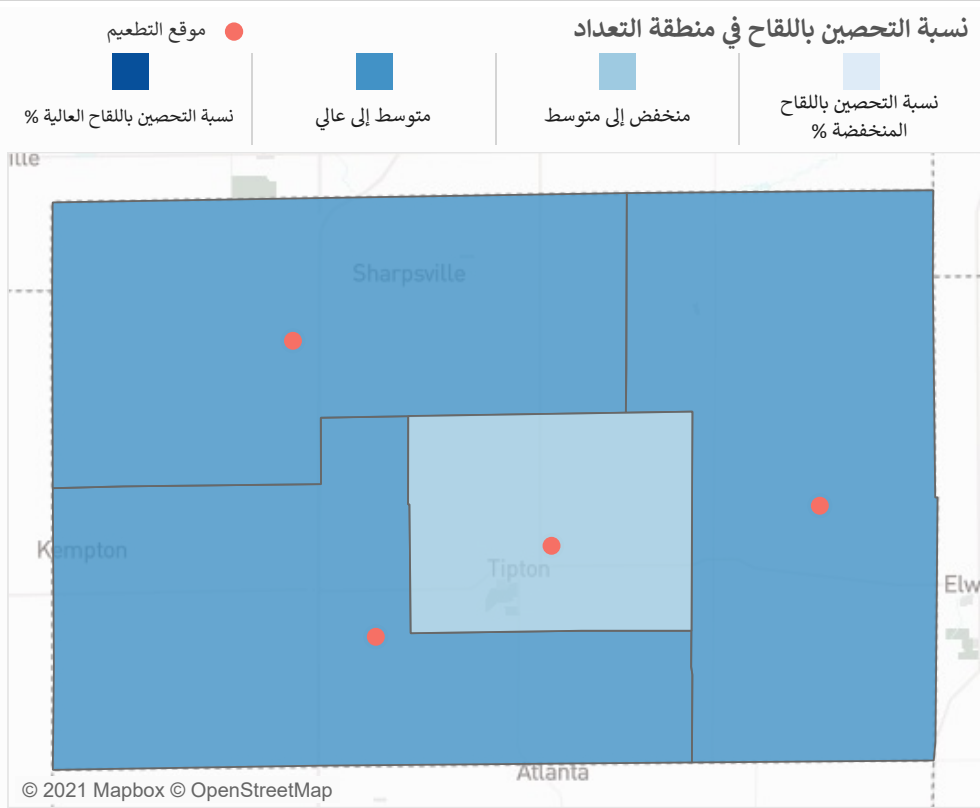 نسبة التحصين باللقاح في منطقة التعداد
موقع التطعيم
نسبة التحصين باللقاح
المنخفضة %
منخفض إلى متوسط
متوسط إلى عالي
نسبة التحصين باللقاح العالية %
ille
Sharpsville
Kempton
Tipton
Elw
Atlanta
© 2021 Mapbox © OpenStreetMap